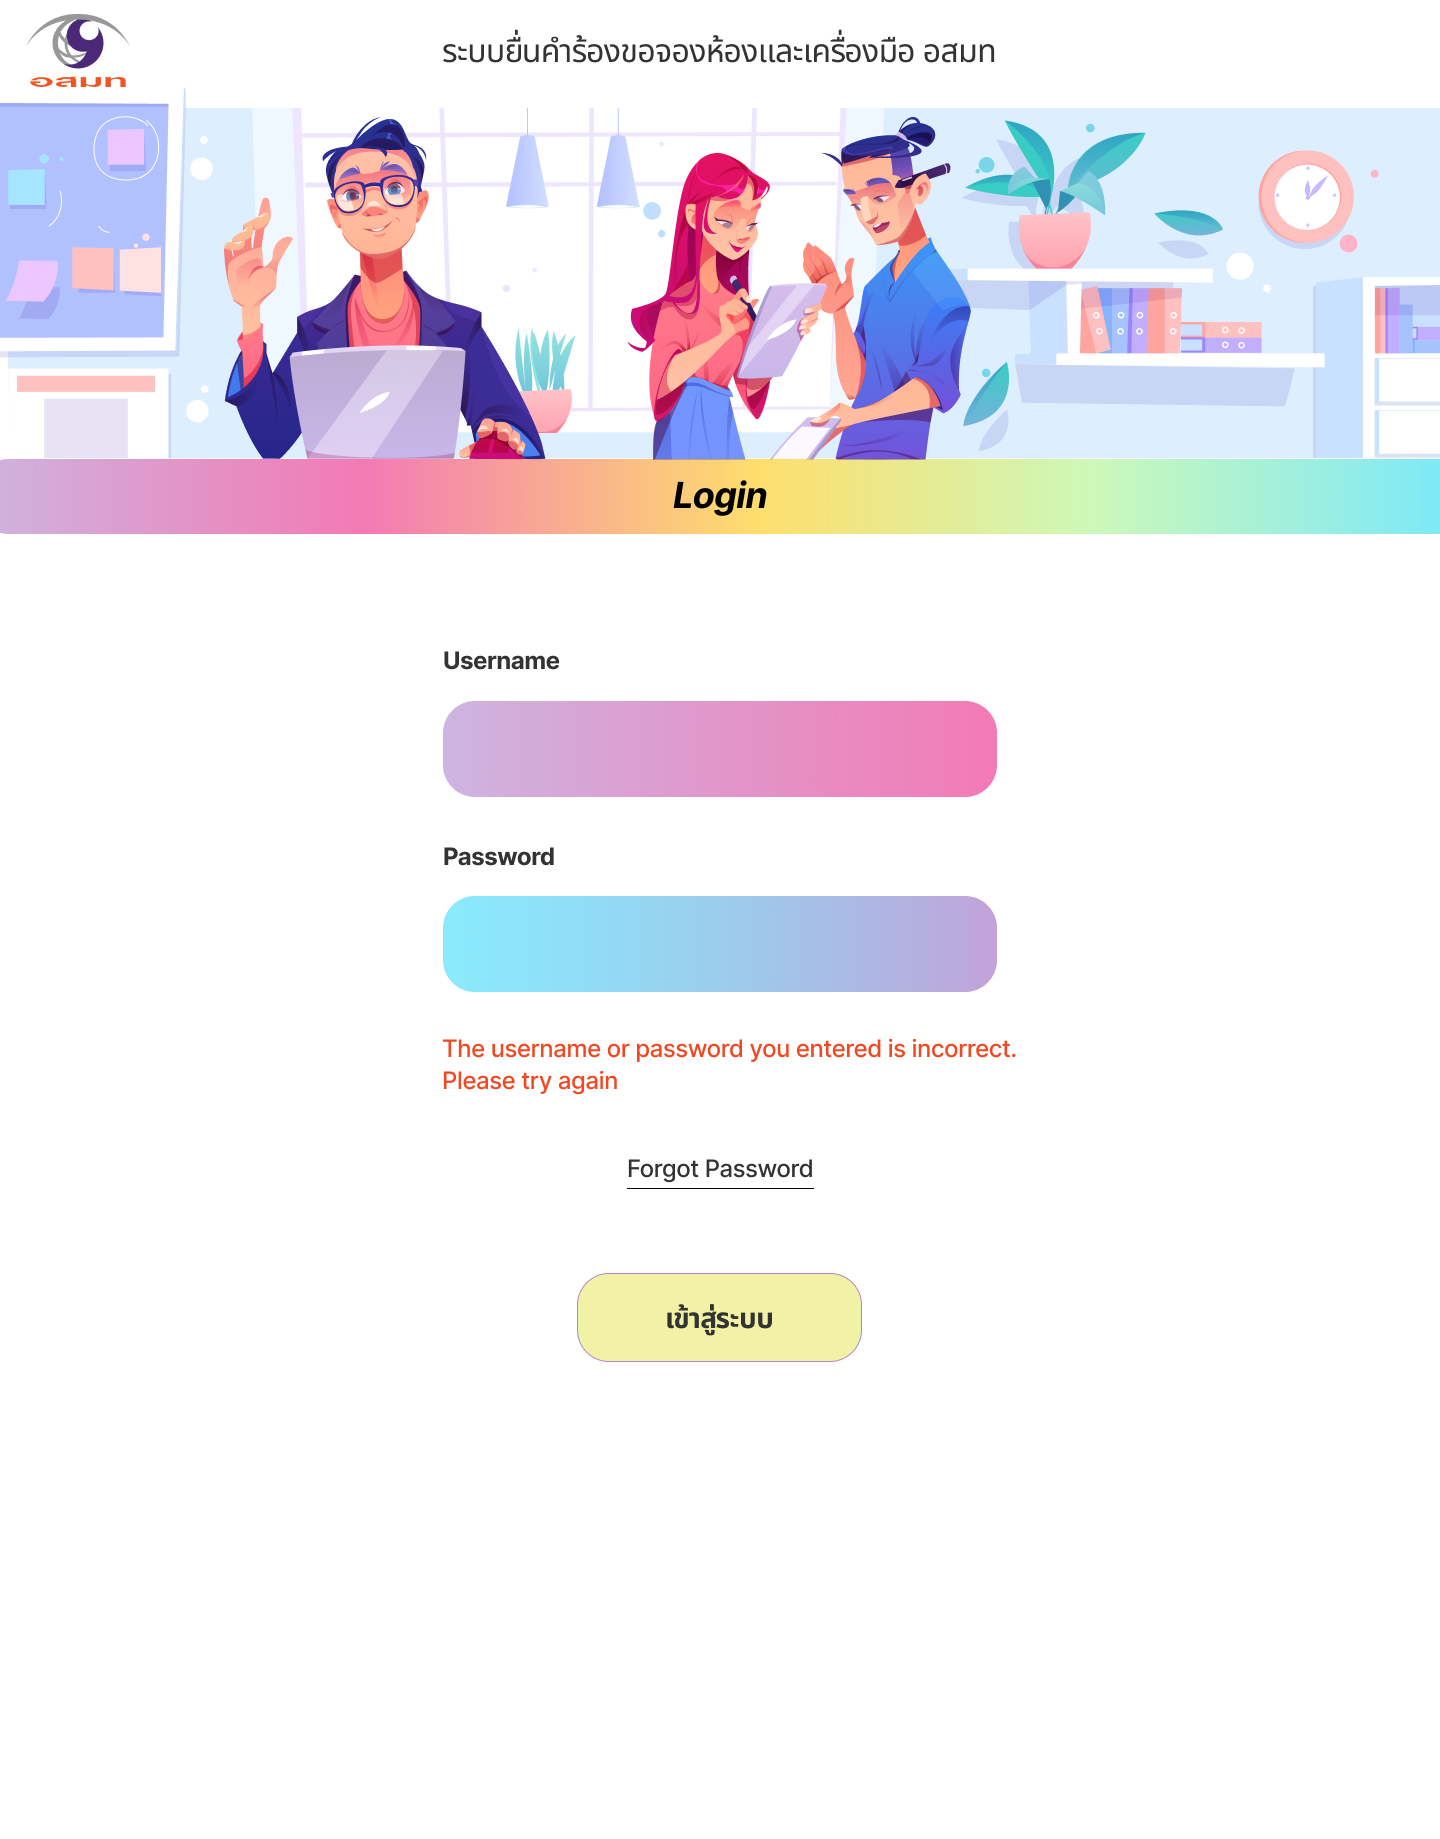 อสมท
ระบบยื่นคำร้องขอจองห้องและเครื่องมือ อสมท
Login
Username
Password
The username or password you entered is incorrect.
Please try again
Forgot Password
เข้าสู่ระบบ